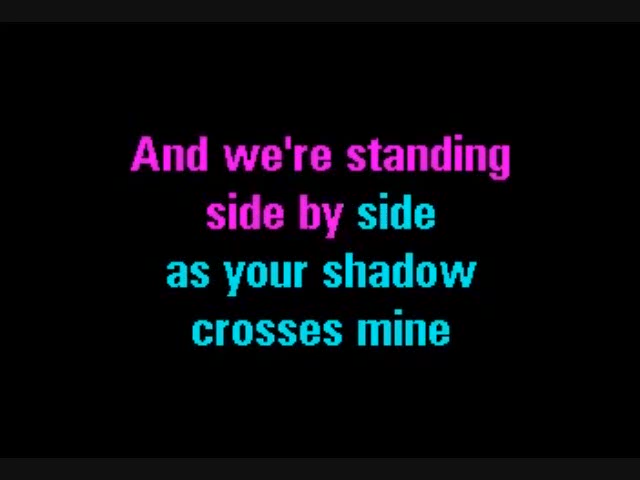 And we're standing
side by side
as your shadow
crosses mine